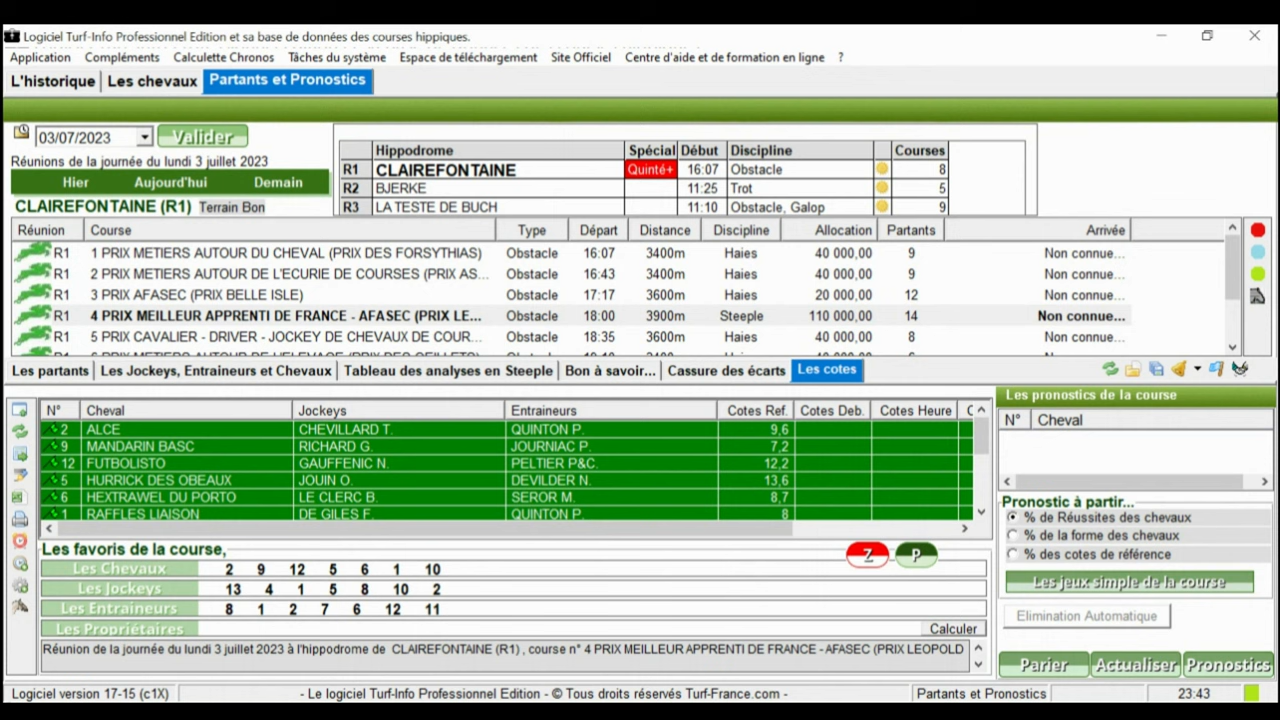 Logiciel Turf-Info Professionnel Edition et sa base de données des courses hippiques.
Application Compléments Calculette Chronos Tâches du système Espace de téléchargement Site Officiel Centre d'aide et de formation en ligne ?
L'historique Les chevaux Partants et Pronostics
03/07/2023 Valider
Réunions de la journée du lundi 3 juillet 2023
Hier Aujourd'hui Demain
CLAIREFONTAINE (R1) Terrain Bon
Hippodrome Spécial Début Discipline Courses
R1 CLAIREFONTAINE Quinté+ 16:07 Obstacle 8
R2 BJERKE 11:25 Trot 5
R3 LA TESTE DE BUCH 11:10 Obstacle, Galop 9
Réunion Course Type Départ Distance Discipline Allocation Partants Arrivée
R1 1 PRIX METIERS AUTOUR DU CHEVAL (PRIX DES FORSYTHIAS) Obstacle 16:07 3400m Haies 40 000,00 9 Non connue...
R1 2 PRIX METIERS AUTOUR DE L'ECURIE DE COURSES (PRIX AS... Obstacle 16:43 3400m Haies 40 000,00 9 Non connue...
R1 3 PRIX AFASEC (PRIX BELLE ISLE) Obstacle 17:17 3600m Haies 20 000,00 12 Non connue...
R1 4 PRIX MEILLEUR APPRENTI DE FRANCE - AFASEC (PRIX LE... Obstacle 18:00 3900m Steeple 110 000,00 14 Non connue...
R1 5 PRIX CAVALIER - DRIVER - JOCKEY DE CHEVAUX DE COUR... Obstacle 18:35 3600m Haies 40 000,00 8 Non connue...
Les partants Les Jockeys, Entraineurs et Chevaux Tableau des analyses en Steeple Bon à savoir... Cassure des écarts Les cotes
N° Cheval Jockeys Entraineurs Cotes Ref. Cotes Deb. Cotes Heure C
2 ALCE CHEVILLARD T. QUINTON P. 9,6
9 MANDARIN BASC RICHARD G. JOURNIAC P. 7,2
12 FUTBOLISTO GAUFFENIC N. PELTIER P&C. 12,2
5 HURRICK DES OBEAUX JOUIN O. DEVILDER N. 13,6
6 HEXTRAWEL DU PORTO LE CLERC B. SEROR M. 8,7
1 RAFFLES LIAISON DE GILES F. QUINTON P. 8
Les favoris de la course,
Z P
Les Chevaux 2 9 12 5 6 1 10
Les Jockeys 13 4 1 5 8 10 2
Les Entraineurs 8 1 2 7 6 12 11
Les Propriétaires Calculer
Réunion de la journée du lundi 3 juillet 2023 à l'hippodrome de CLAIREFONTAINE (R1) , course n° 4 PRIX MEILLEUR APPRENTI DE FRANCE - AFASEC (PRIX LEOPOLD
Les pronostics de la course
N° Cheval
Pronostic à partir...
% de Réussites des chevaux
% de la forme des chevaux
% des cotes de référence
Les jeux simple de la course
Elimination Automatique
Parier Actualiser Pronostics
Logiciel version 17-15 (c1X) - Le logiciel Turf-Info Professionnel Edition - © Tous droits réservés Turf-France.com - Partants et Pronostics 23:43